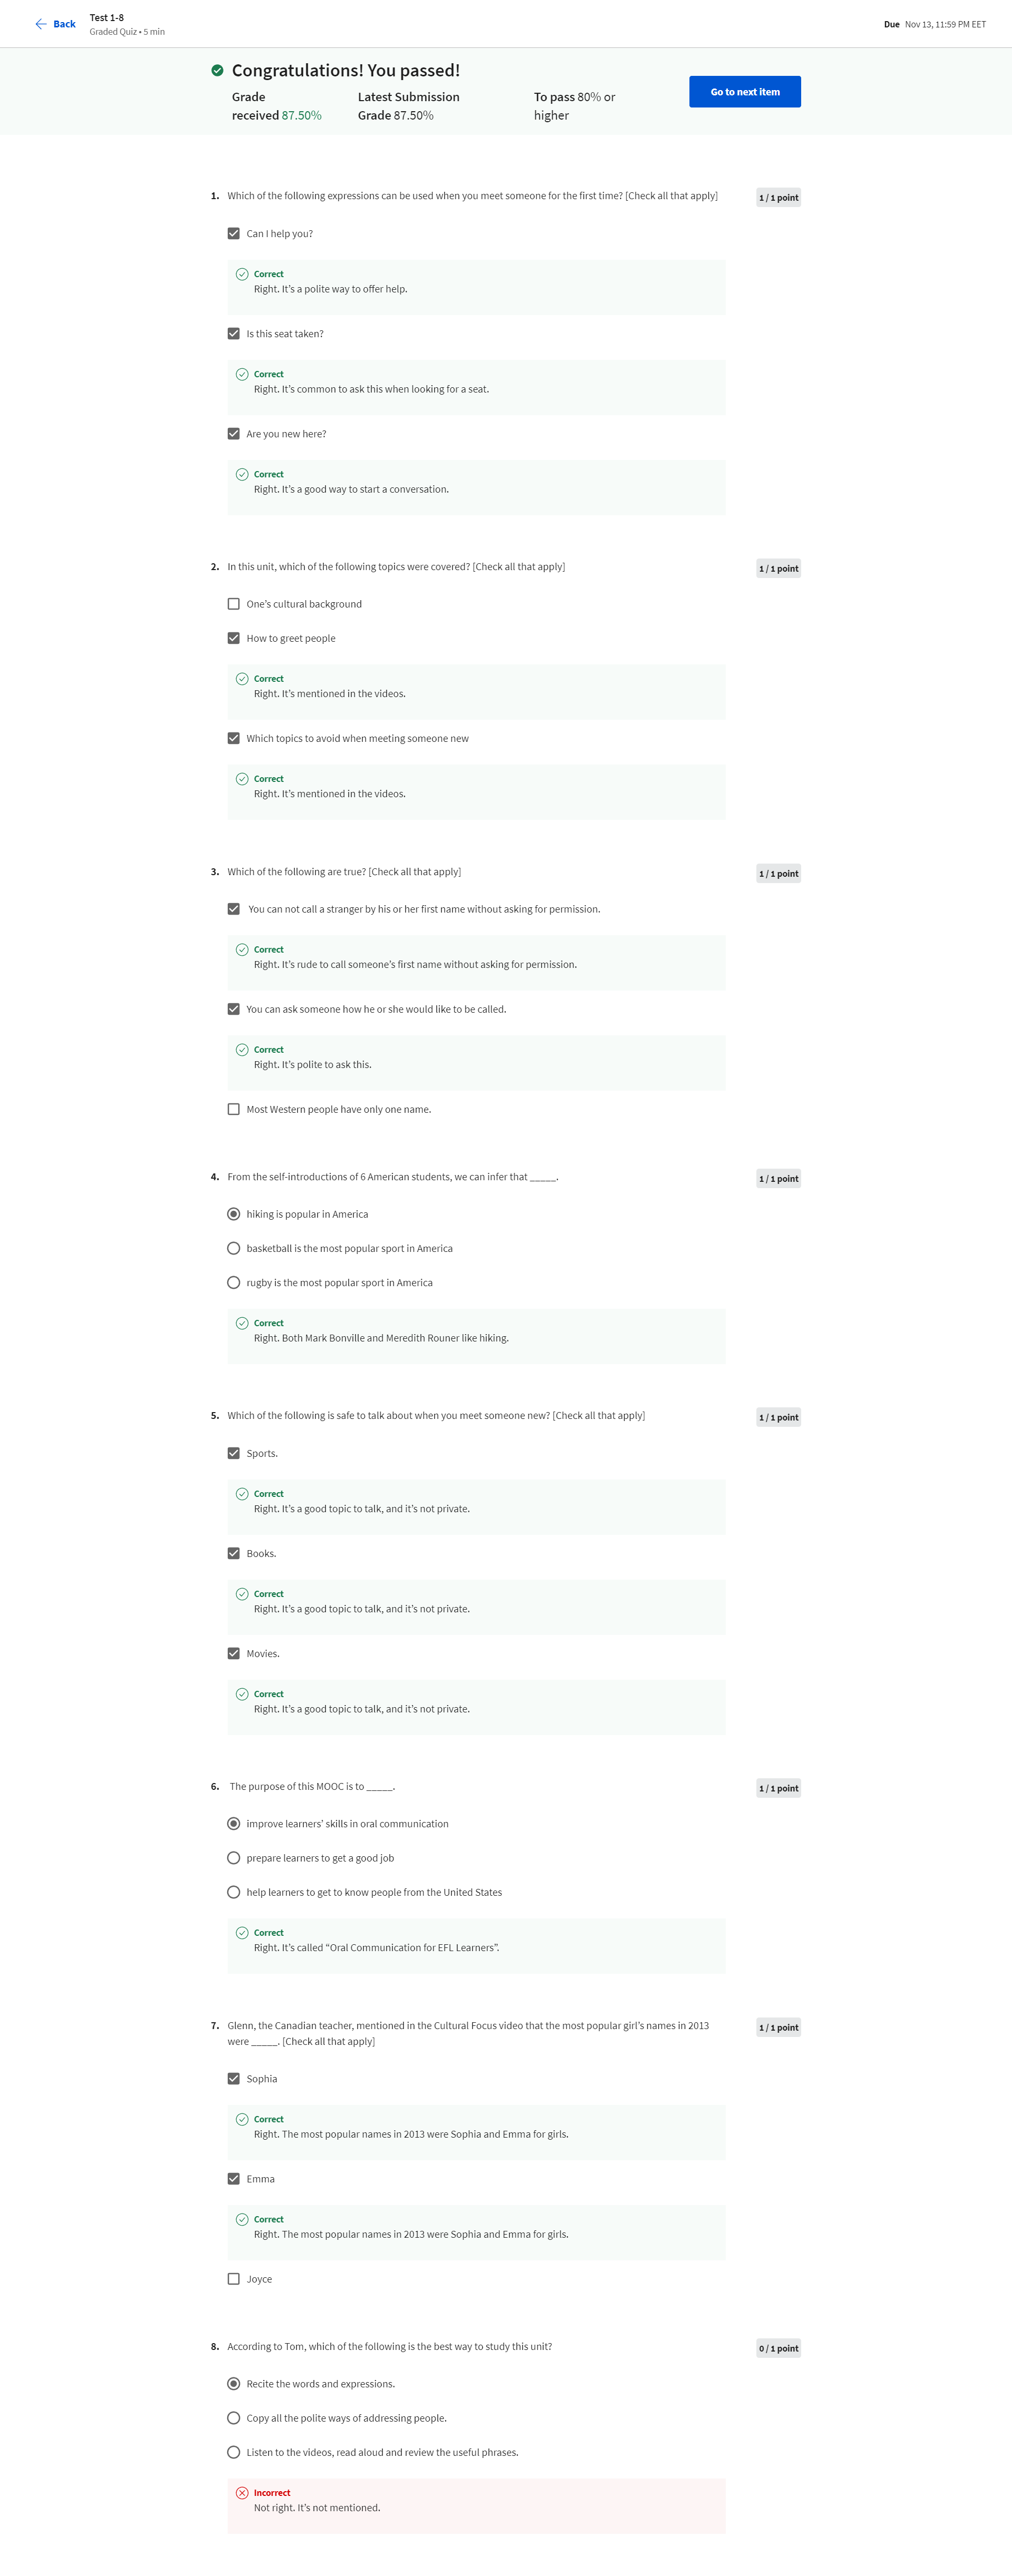 Back
Test 1-8
Graded Quiz • 5 min
Due Nov 13, 11:59 PM EET
Congratulations! You passed!
Grade
received 87.50%
Latest Submission
Grade 87.50%
To pass 80% or
higher
Go to next item
1. Which of the following expressions can be used when you meet someone for the first time? [Check all that apply]
1 / 1 point
Can I help you?
Correct
Right. It's a polite way to offer help.
Is this seat taken?
Correct
Right. It's common to ask this when looking for a seat.
Are you new here?
Correct
Right. It's a good way to start a conversation.
2. In this unit, which of the following topics were covered? [Check all that apply]
1 / 1 point
One's cultural background
How to greet people
Correct
Right. It's mentioned in the videos.
Which topics to avoid when meeting someone new
Correct
Right. It's mentioned in the videos.
3. Which of the following are true? [Check all that apply]
1 / 1 point
You can not call a stranger by his or her first name without asking for permission.
Correct
Right. It's rude to call someone's first name without asking for permission.
You can ask someone how he or she would like to be called.
Correct
Right. It's polite to ask this.
Most Western people have only one name.
4. From the self-introductions of 6 American students, we can infer that _____.
1 / 1 point
hiking is popular in America
basketball is the most popular sport in America
rugby is the most popular sport in America
Correct
Right. Both Mark Bonville and Meredith Rouner like hiking.
5. Which of the following is safe to talk about when you meet someone new? [Check all that apply]
1 / 1 point
Sports.
Correct
Right. It's a good topic to talk, and it's not private.
Books.
Correct
Right. It's a good topic to talk, and it's not private.
Movies.
Correct
Right. It's a good topic to talk, and it's not private.
6. The purpose of this MOOC is to _____.
1 / 1 point
improve learners' skills in oral communication
prepare learners to get a good job
help learners to get to know people from the United States
Correct
Right. It's called “Oral Communication for EFL Learners”.
7. Glenn, the Canadian teacher, mentioned in the Cultural Focus video that the most popular girl's names in 2013
were _____. [Check all that apply]
1 / 1 point
Sophia
Correct
Right. The most popular names in 2013 were Sophia and Emma for girls.
Emma
Correct
Right. The most popular names in 2013 were Sophia and Emma for girls.
Joyce
8. According to Tom, which of the following is the best way to study this unit?
0 / 1 point
Recite the words and expressions.
Copy all the polite ways of addressing people.
Listen to the videos, read aloud and review the useful phrases.
Incorrect
Not right. It's not mentioned.